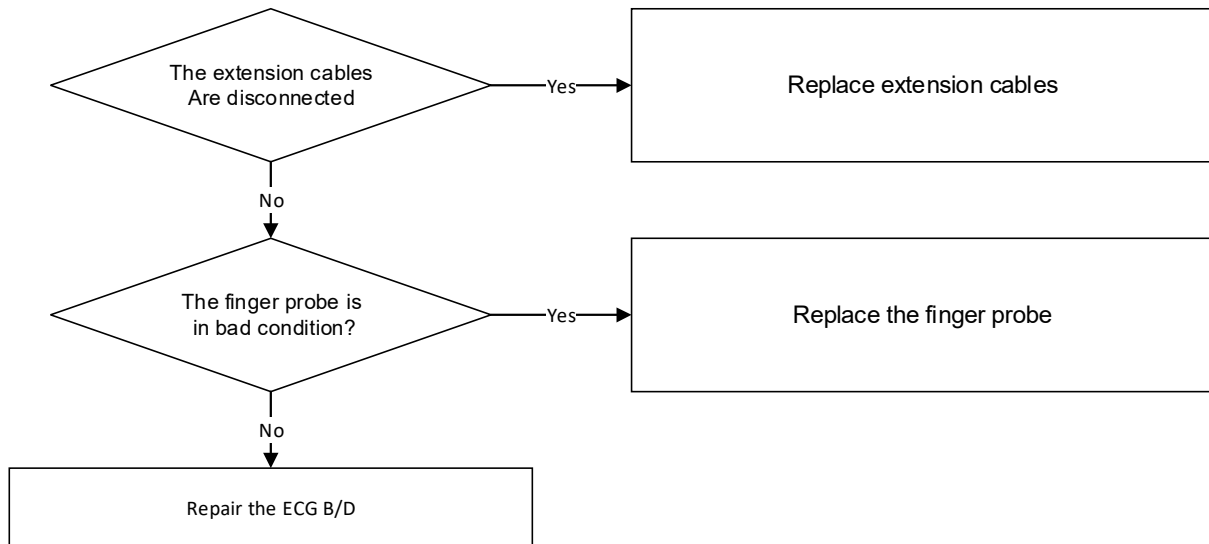 The extension cables
Are disconnected
Yes
Replace extension cables
No
The finger probe is
in bad condition?
Yes
Replace the finger probe
No
Repair the ECG B/D